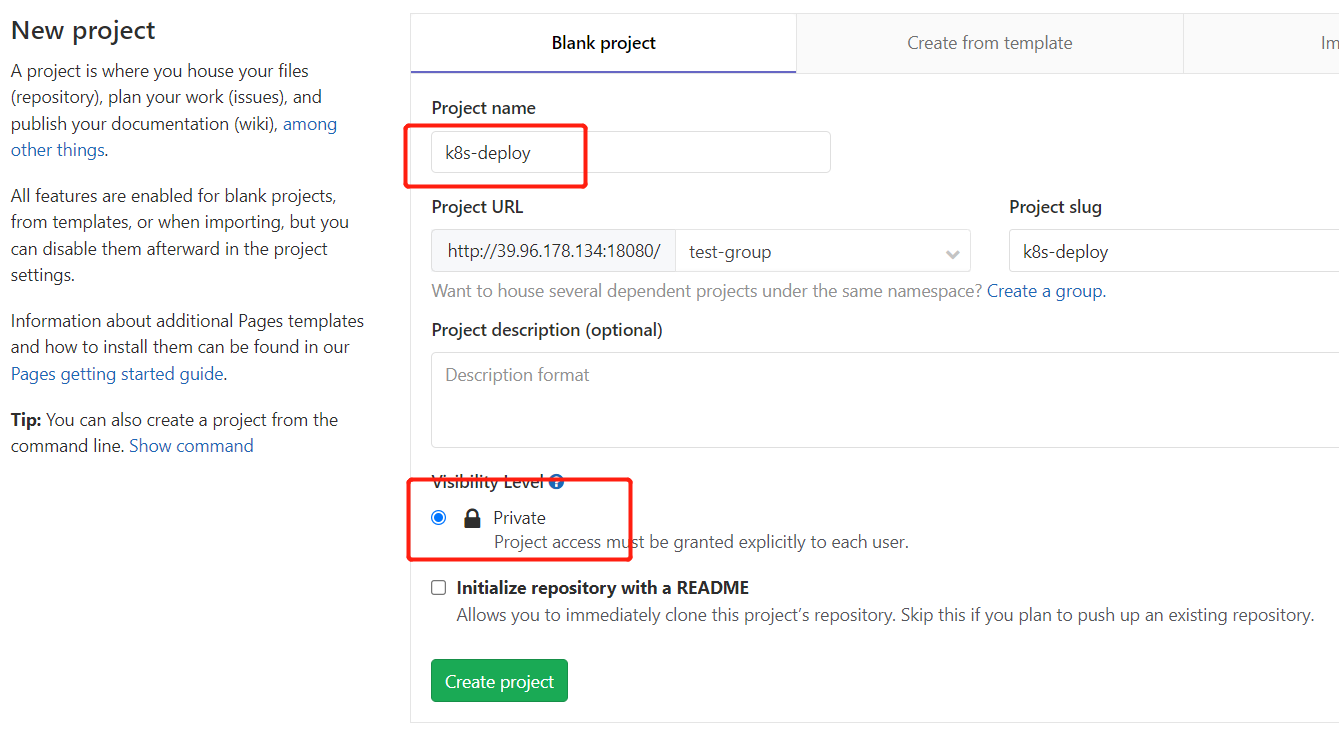 New project
A project is where you house your files
(repository), plan your work (issues), and
publish your documentation (wiki), among
other things.
All features are enabled for blank projects,
from templates, or when importing, but you
can disable them afterward in the project
settings.
Information about additional Pages templates
and how to install them can be found in our
Pages getting started guide.
Tip: You can also create a project from the
command line. Show command
Blank project
Create from template
Im
Project name
k8s-deploy
Project URL
Project slug
http://39.96.178.134:18080/
test-group
k8s-deploy
Want to house several dependent projects under the same namespace? Create a group.
Project description (optional)
Description format
Visibility Level
Private
Project access must be granted explicitly to each user.
Initialize repository with a README
Allows you to immediately clone this project's repository. Skip this if you plan to push up an existing repository.
Create project